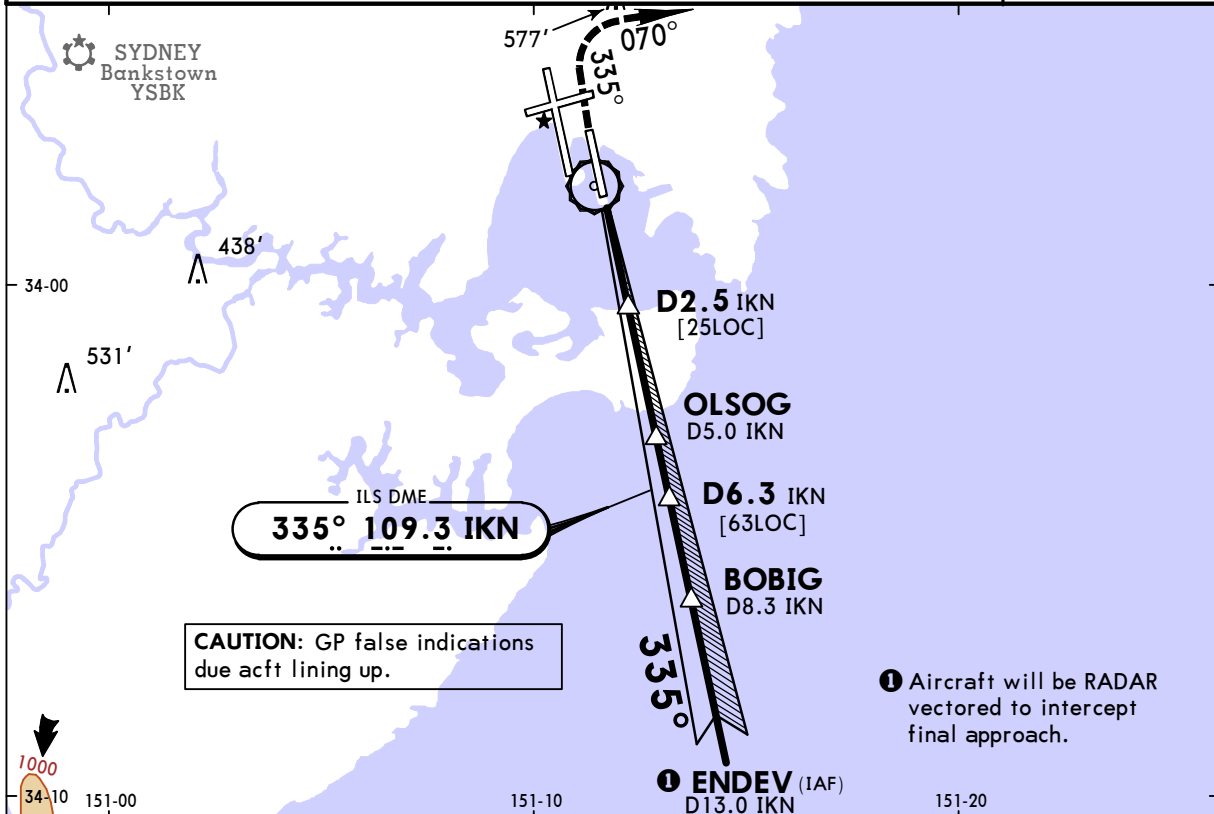 577'
070°
335°
SYDNEY
Bankstown
YSBK
438'
34-00
D2.5 IKN
[25LOC]
531'
OLSOG
D5.0 IKN
ILS DME
335° 109.3 IKN
D6.3 IKN
[63LOC]
BOBIG
D8.3 IKN
CAUTION: GP false indications
due acft lining up.
335°
1 Aircraft will be RADAR
vectored to intercept
final approach.
1000
1 ENDEV (IAF)
D13.0 IKN
34-10
151-00
151-10
151-20